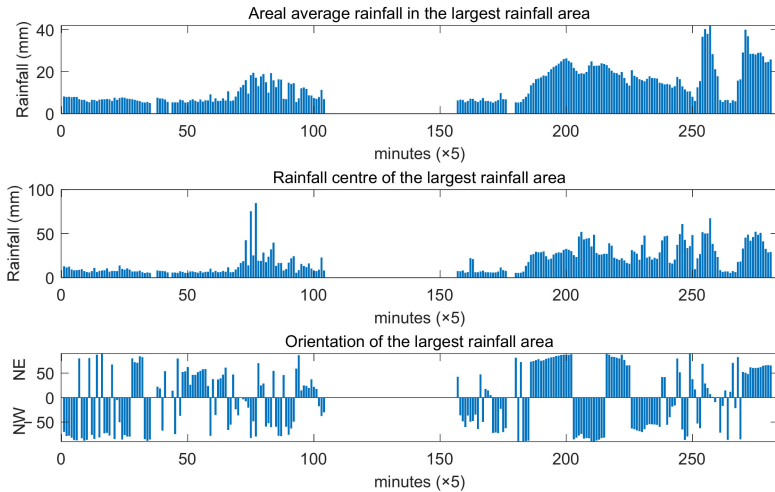 Areal average rainfall in the largest rainfall area
Rainfall (mm)
40
20
0
0 50 100 150 200 250
minutes (×5)
Rainfall centre of the largest rainfall area
Rainfall (mm)
100
50
0
0 50 100 150 200 250
minutes (×5)
Orientation of the largest rainfall area
NE
NW
50
0
50
0 50 100 150 200 250
minutes (×5)